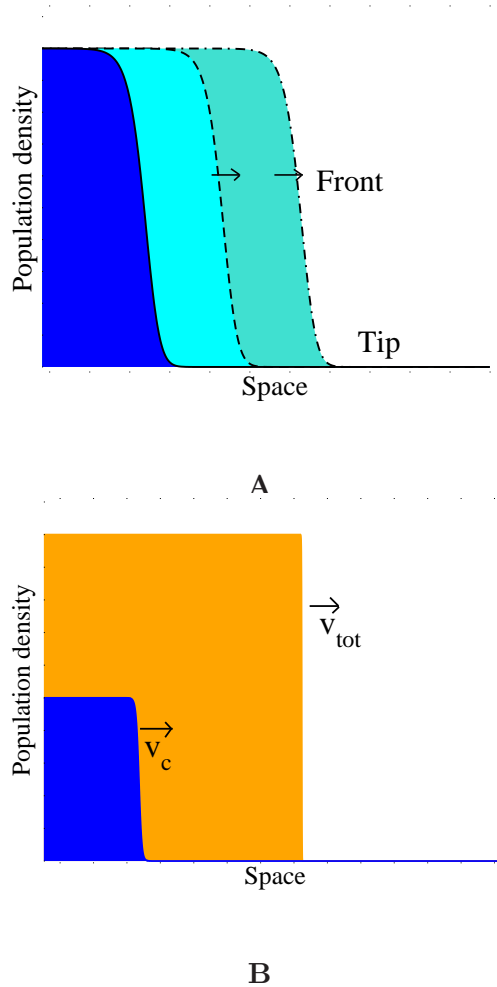 Population density
Front
Tip
Space
A
Population density
v_tot
v_c
Space
B